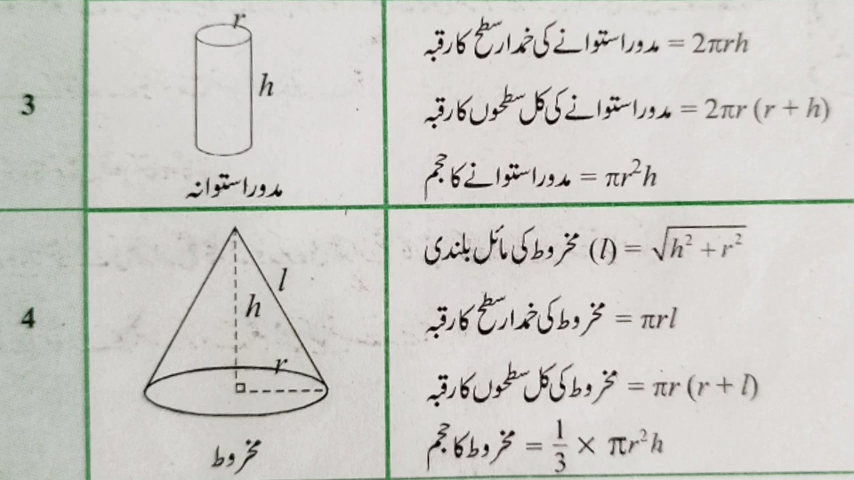 3
r
h
مدور استوانہ
مدور استوانے کی خمدار سطح کا رقبہ = 2πrh
مدور استوانے کی کل سطحوں کا رقبہ = 2πr (r + h)
مدور استوانے کا حجم = πr²h
4
l
h
r
مخروط
مخروط کی مائل بلندی (l) = √(h² + r²)
مخروط کی خمدار سطح کا رقبہ = πrl
مخروط کی کل سطحوں کا رقبہ = πr (r + l)
مخروط کا حجم = 1/3 × πr²h